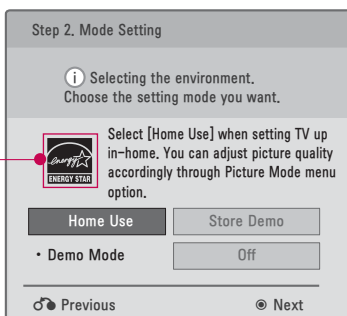 Step 2. Mode Setting
i Selecting the environment.
Choose the setting mode you want.
energy
ENERGY STAR
Select [Home Use] when setting TV up
in-home. You can adjust picture quality
accordingly through Picture Mode menu
option.
Home Use
Store Demo
• Demo Mode
Off
Previous
Next